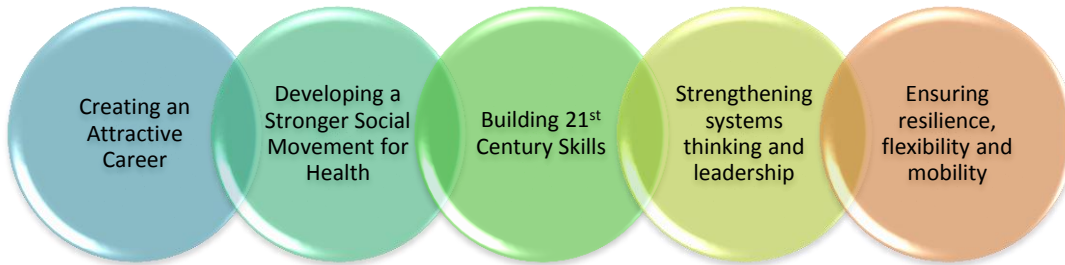 Creating an
Attractive
Career
Developing a
Stronger Social
Movement for
Health
Building 21st
Century Skills
Strengthening
systems
thinking and
leadership
Ensuring
resilience,
flexibility and
mobility